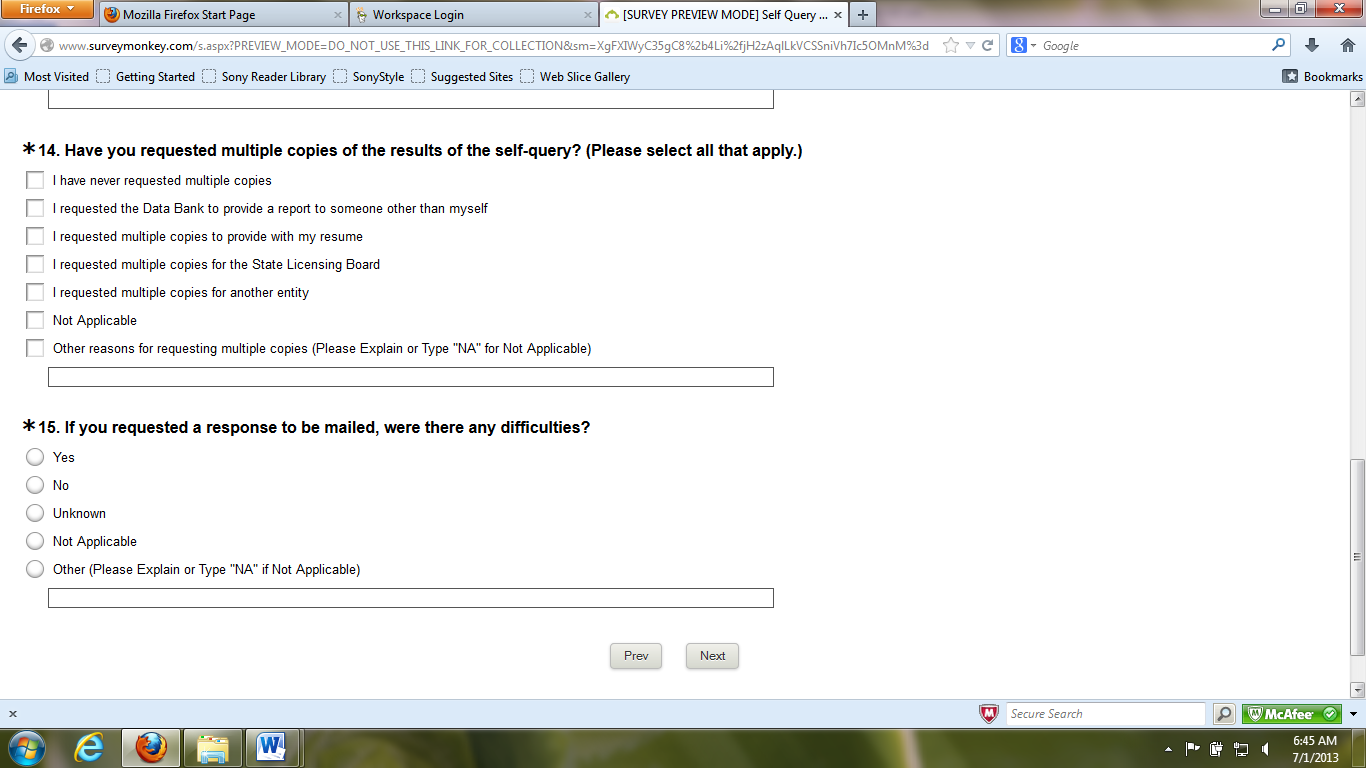 Firefox
Mozilla Firefox Start Page
Workspace Login
[SURVEY PREVIEW MODE] Self Query ...
www.surveymonkey.com/s.aspx?PREVIEW_MODE=DO_NOT_USE_THIS_LINK_FOR_COLLECTION&sm=XgFXIWyC35gC8%2b4Li%2fjH2zAqILkVCSSniVh7Ic5OMnM%3d
Google
Most Visited
Getting Started
Sony Reader Library
SonyStyle
Suggested Sites
Web Slice Gallery
Bookmarks
*14. Have you requested multiple copies of the results of the self-query? (Please select all that apply.)
I have never requested multiple copies
I requested the Data Bank to provide a report to someone other than myself
I requested multiple copies to provide with my resume
I requested multiple copies for the State Licensing Board
I requested multiple copies for another entity
Not Applicable
Other reasons for requesting multiple copies (Please Explain or Type "NA" for Not Applicable)
*15. If you requested a response to be mailed, were there any difficulties?
Yes
No
Unknown
Not Applicable
Other (Please Explain or Type "NA" if Not Applicable)
Prev
Next
Secure Search
McAfee
6:45 AM
7/1/2013